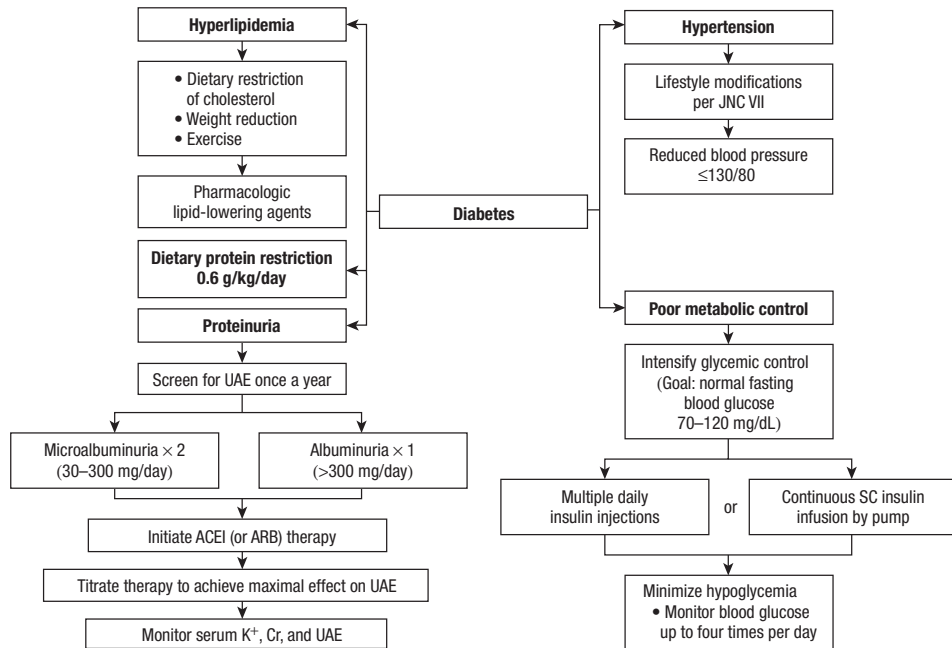 Hyperlipidemia
• Dietary restriction
of cholesterol
• Weight reduction
• Exercise
Pharmacologic
lipid-lowering agents
Dietary protein restriction
0.6 g/kg/day
Proteinuria
Screen for UAE once a year
Microalbuminuria × 2
(30–300 mg/day)
Albuminuria × 1
(>300 mg/day)
Initiate ACEI (or ARB) therapy
Titrate therapy to achieve maximal effect on UAE
Monitor serum K⁺, Cr, and UAE
Diabetes
Hypertension
Lifestyle modifications
per JNC VII
Reduced blood pressure
≤130/80
Poor metabolic control
Intensify glycemic control
(Goal: normal fasting
blood glucose
70–120 mg/dL)
Multiple daily
insulin injections
or
Continuous SC insulin
infusion by pump
Minimize hypoglycemia
• Monitor blood glucose
up to four times per day